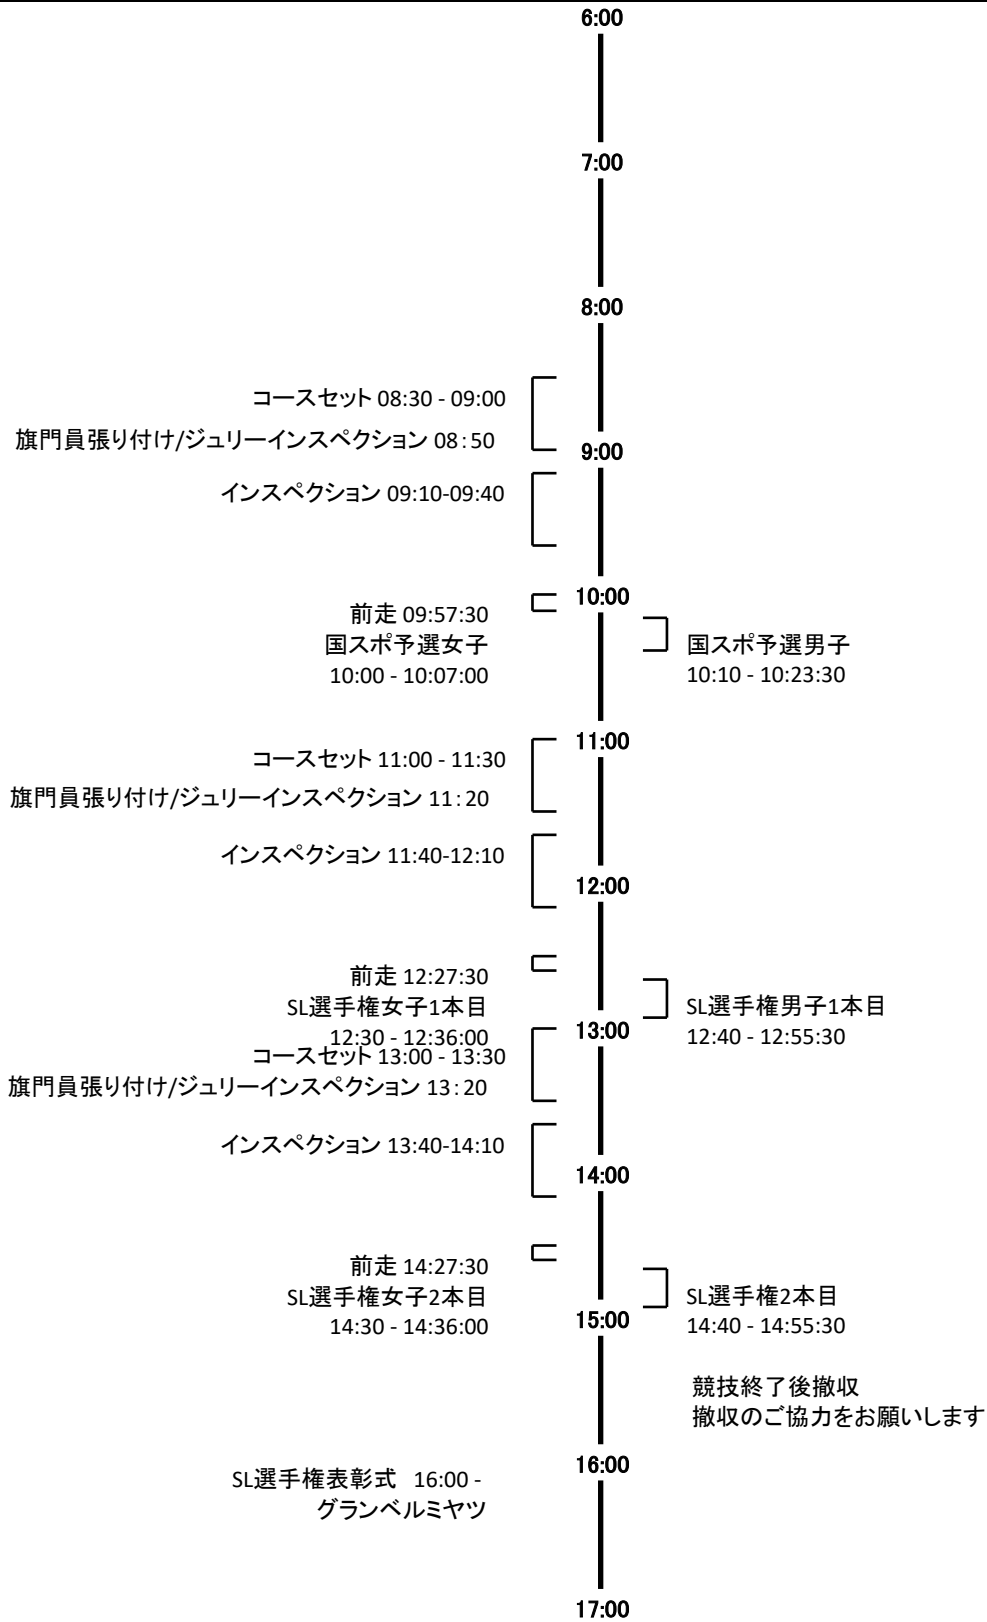 6:00
7:00
8:00
コースセット 08:30 - 09:00
旗門員張り付け/ジュリーインスペクション 08:50
9:00
インスペクション 09:10-09:40
10:00
前走 09:57:30
国スポ予選女子
10:00 - 10:07:00
国スポ予選男子
10:10 - 10:23:30
11:00
コースセット 11:00 - 11:30
旗門員張り付け/ジュリーインスペクション 11:20
インスペクション 11:40-12:10
12:00
前走 12:27:30
SL選手権女子1本目
12:30 - 12:36:00
SL選手権男子1本目
12:40 - 12:55:30
13:00
コースセット 13:00 - 13:30
旗門員張り付け/ジュリーインスペクション 13:20
インスペクション 13:40-14:10
14:00
前走 14:27:30
SL選手権女子2本目
14:30 - 14:36:00
SL選手権2本目
14:40 - 14:55:30
15:00
競技終了後撤収
撤収のご協力をお願いします
16:00
SL選手権表彰式 16:00 -
グランベルミヤツ
17:00